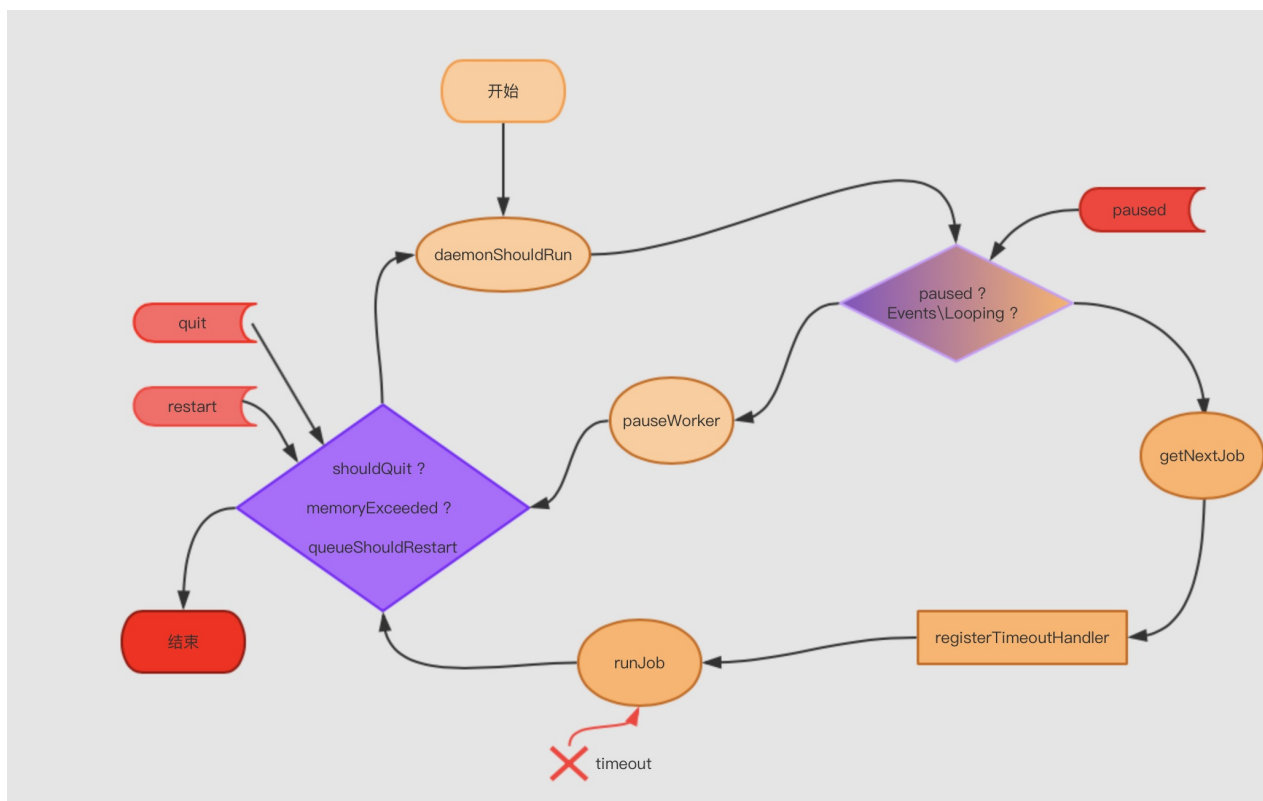 开始
daemonShouldRun
paused
paused ?
Events\Looping ?
quit
restart
pauseWorker
getNextJob
shouldQuit ?
memoryExceeded ?
queueShouldRestart
结束
registerTimeoutHandler
runJob
timeout